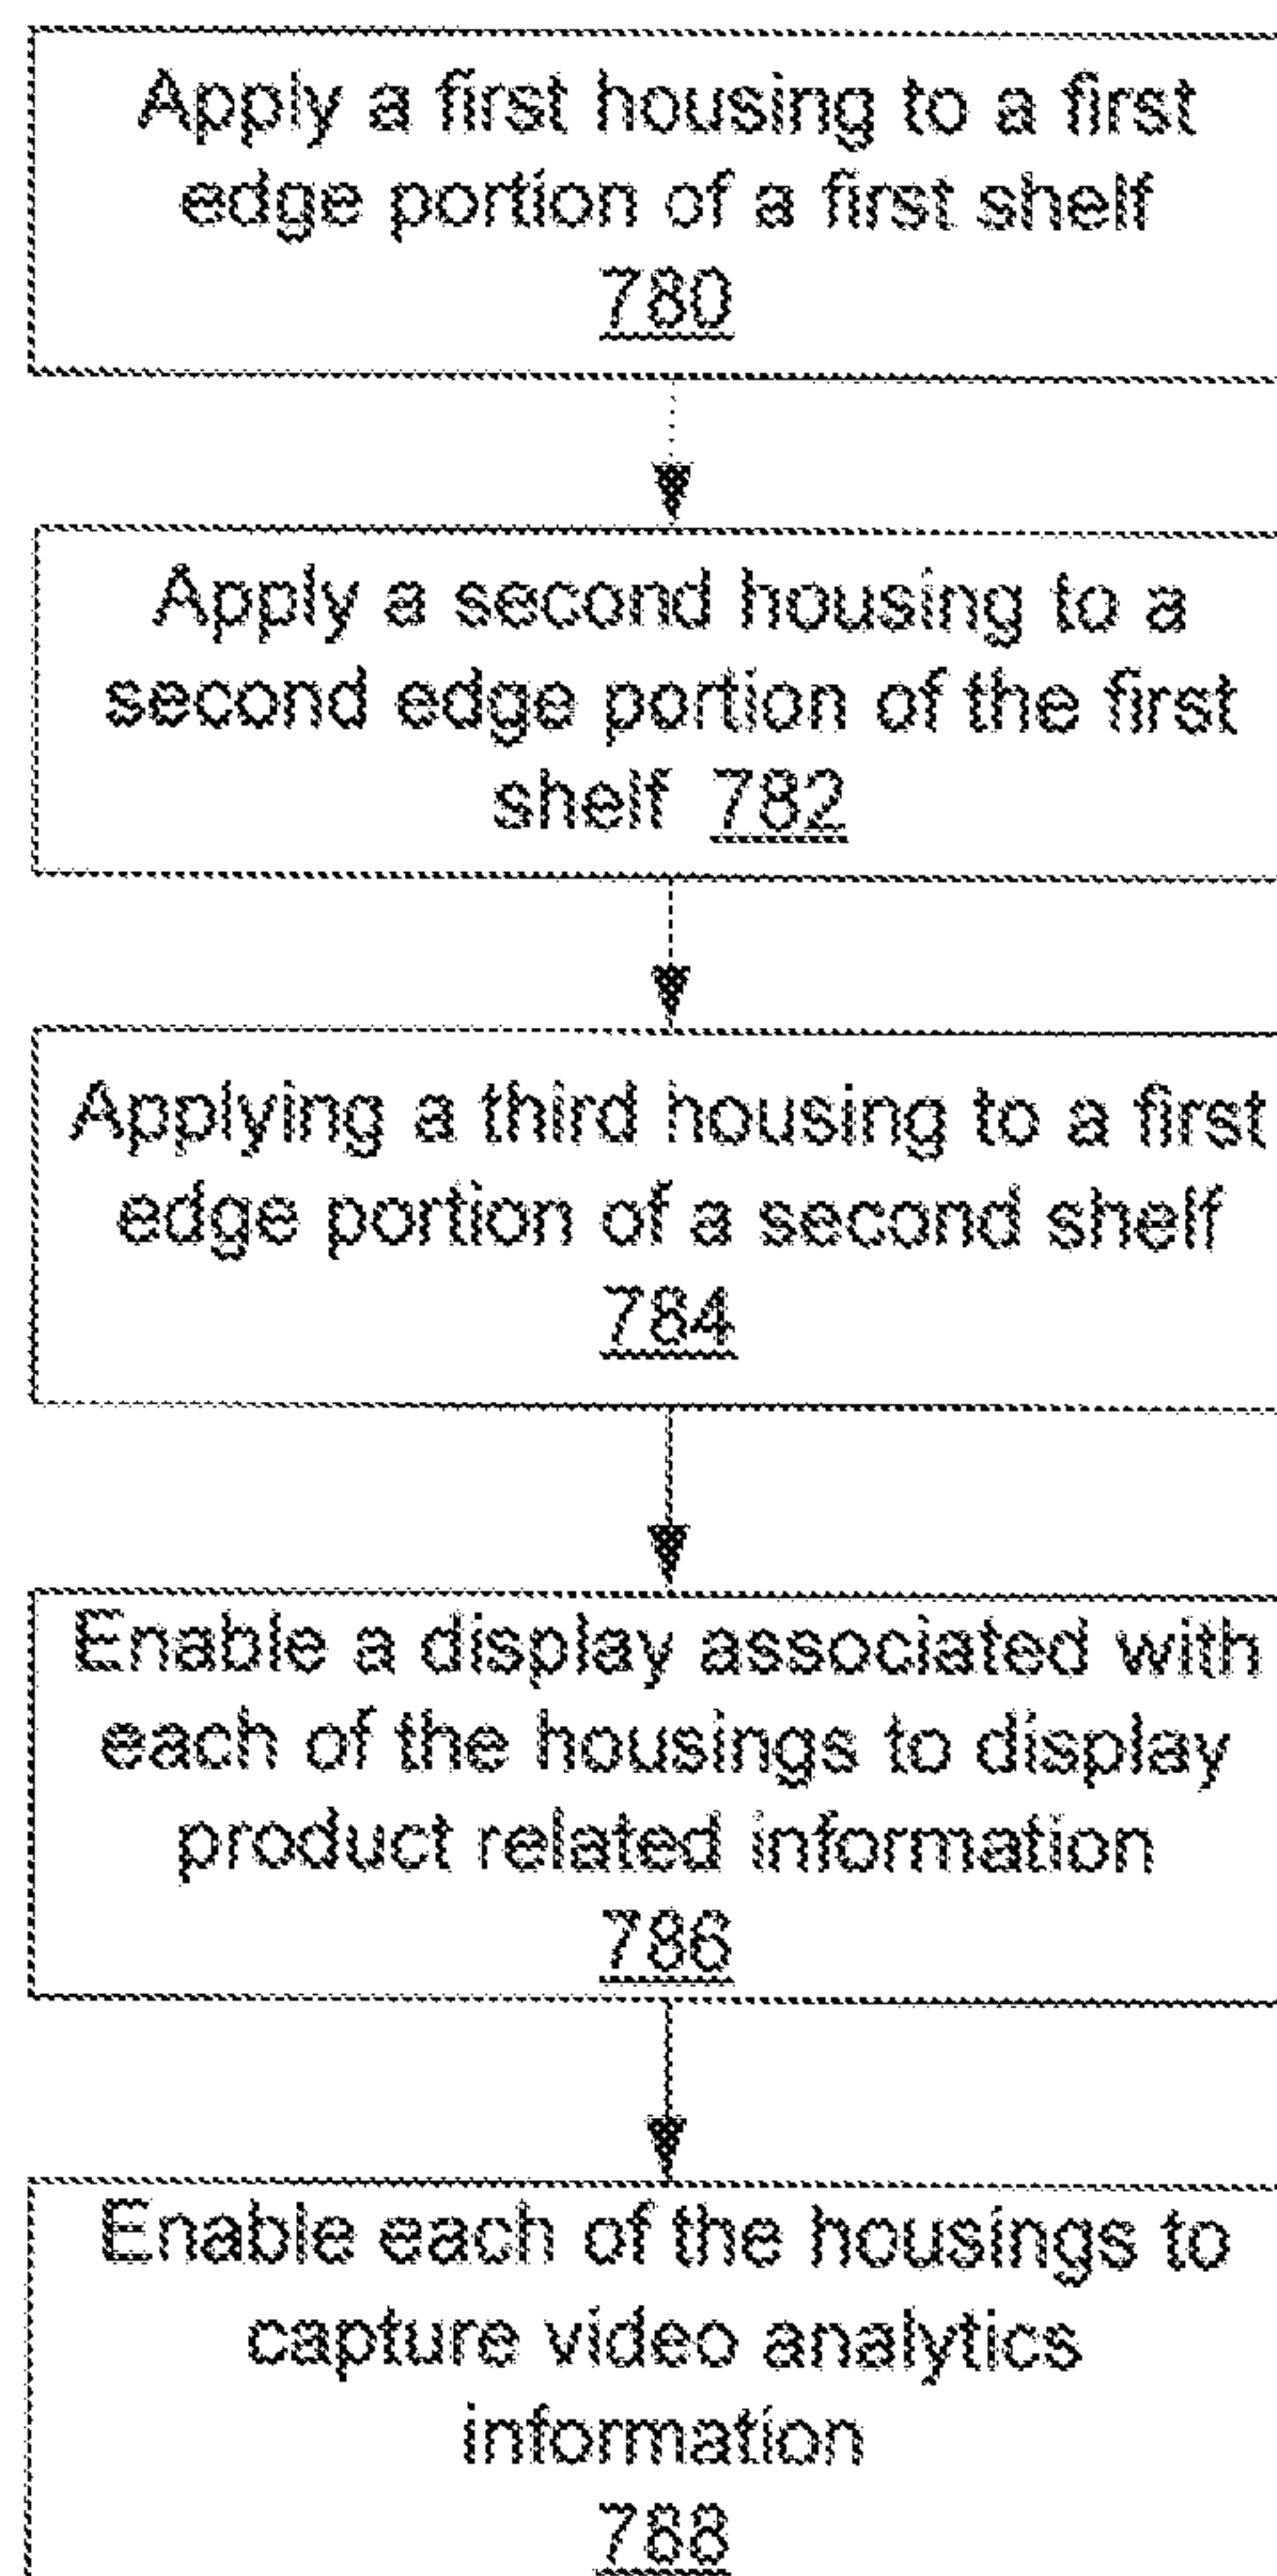 Apply a first housing to a first
edge portion of a first shelf
780
Apply a second housing to a
second edge portion of the first
shelf 782
Applying a third housing to a first
edge portion of a second shelf
784
Enable a display associated with
each of the housings to display
product related information
786
Enable each of the housings to
capture video analytics
information
788